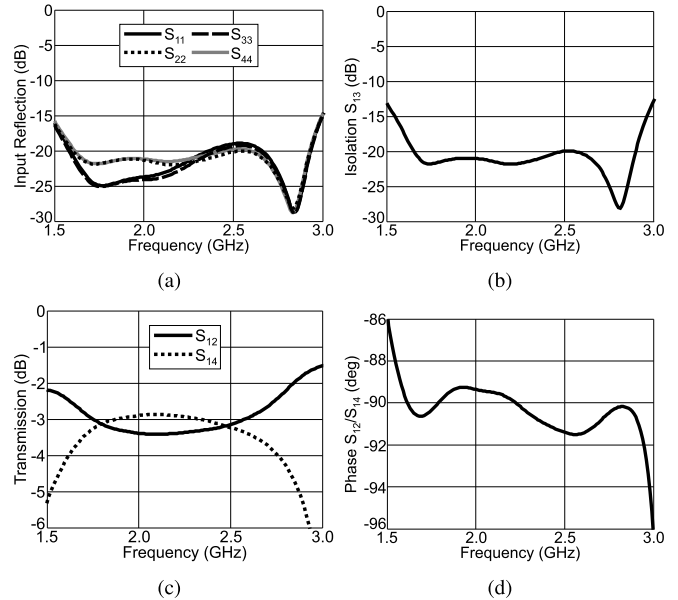 0
-5
-10
-15
-20
-25
-30
Input Reflection (dB)
S11 S33
S22 S44
1.5 2.0 2.5 3.0
Frequency (GHz)
(a)
0
-5
-10
-15
-20
-25
-30
Isolation S13 (dB)
1.5 2.0 2.5 3.0
Frequency (GHz)
(b)
0
-1
-2
-3
-4
-5
-6
Transmission (dB)
S12
S14
1.5 2.0 2.5 3.0
Frequency (GHz)
(c)
-86
-88
-90
-92
-94
-96
Phase S12/S14 (deg)
1.5 2.0 2.5 3.0
Frequency (GHz)
(d)